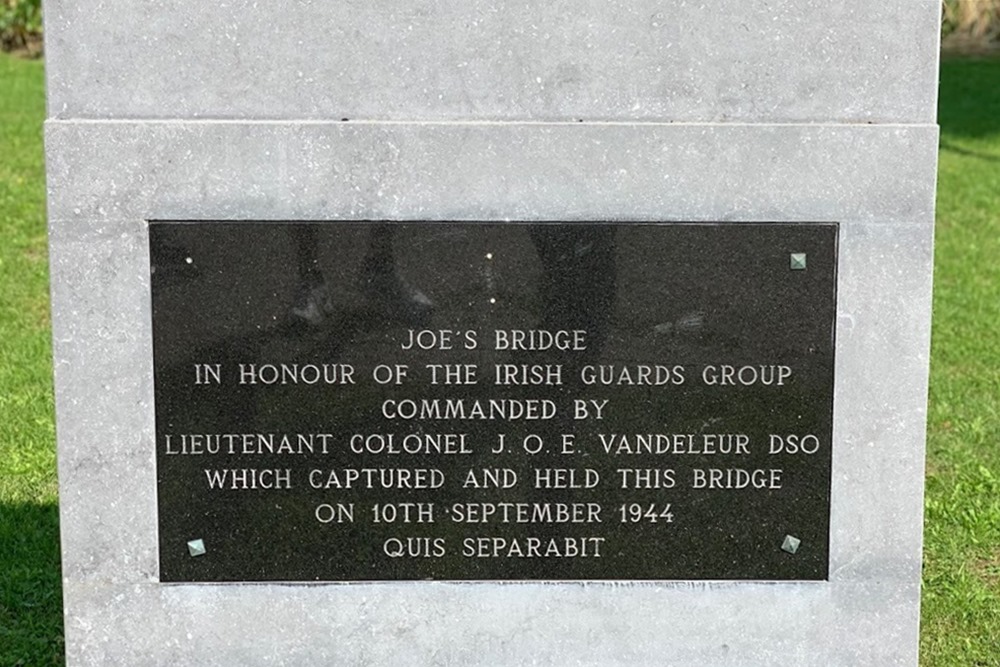 JOE'S BRIDGE
IN HONOUR OF THE IRISH GUARDS GROUP
COMMANDED BY
LIEUTENANT COLONEL J. O. E. VANDELEUR DSO
WHICH CAPTURED AND HELD THIS BRIDGE
ON 10TH SEPTEMBER 1944
QUIS SEPARABIT